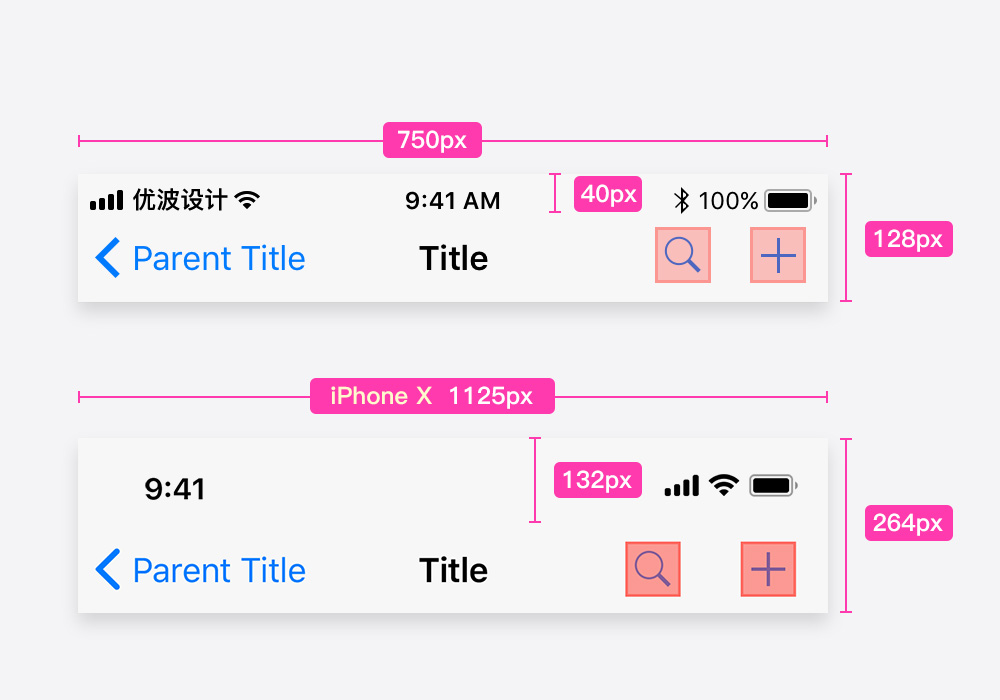 750px
优波设计 9:41 AM 40px 100%
128px
Parent Title Title
iPhone X 1125px
9:41 132px
264px
Parent Title Title